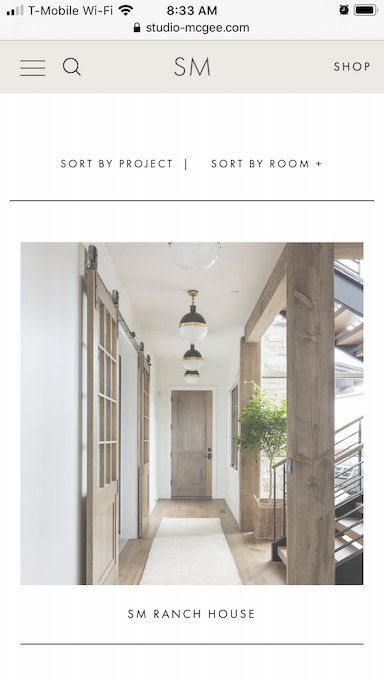 T-Mobile Wi-Fi 8:33 AM
studio-mcgee.com
SM SHOP
SORT BY PROJECT | SORT BY ROOM +
SM RANCH HOUSE